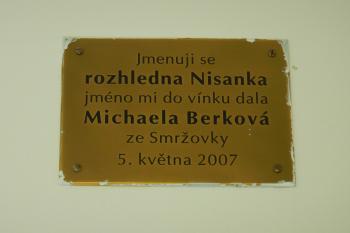 Jmenuji se
rozhledna Nisanka
jméno mi do vínku dala
Michaela Berková
ze Smržovky
5. května 2007